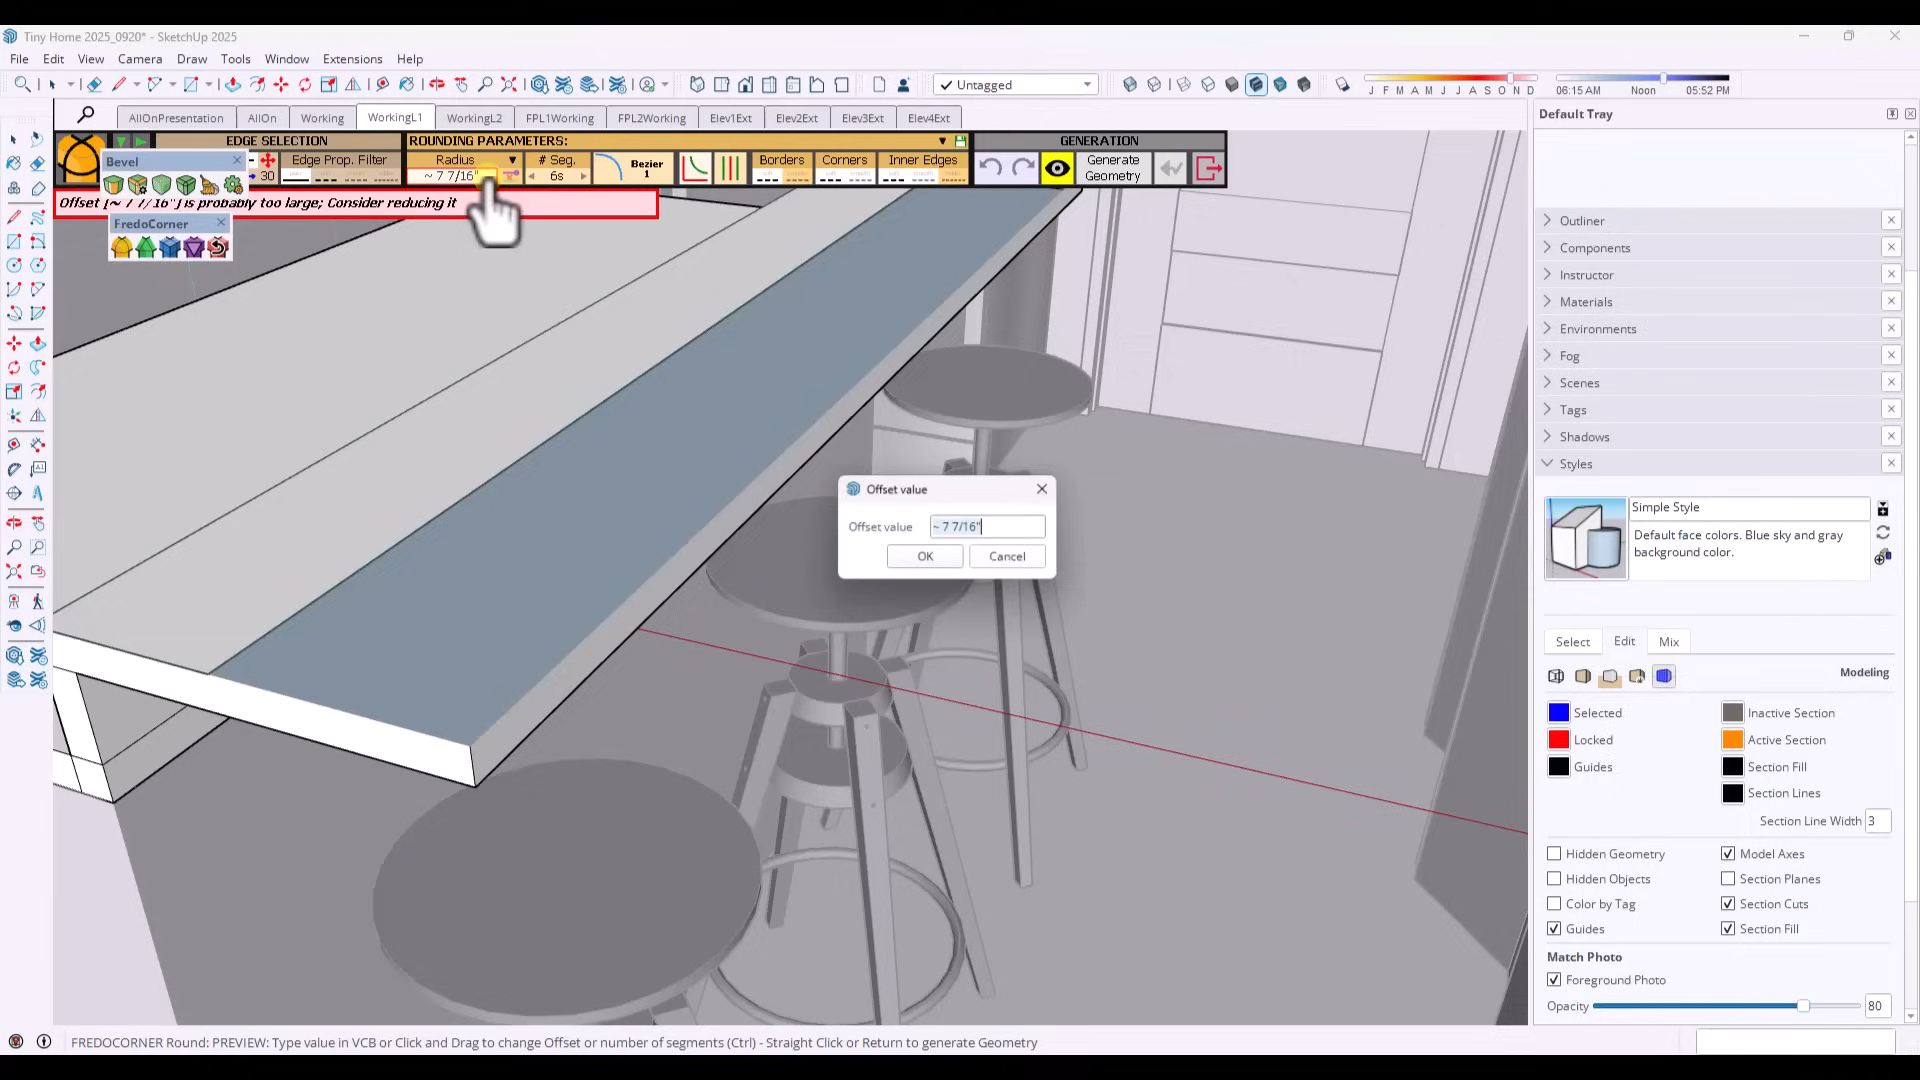 Tiny Home 2025_0920* - SketchUp 2025
File Edit View Camera Draw Tools Window Extensions Help
Untagged
J F M A M J J A S O N D
06:15 AM Noon 05:52 PM
AllOnPresentation AllOn Working WorkingL1 WorkingL2 FPL1Working FPL2Working Elev1Ext Elev2Ext Elev3Ext Elev4Ext
Default Tray
EDGE SELECTION ROUNDING PARAMETERS: GENERATION
Bevel
30
Edge Prop. Filter
Radius
~ 7 7/16"
# Seg.
6s
Bezier
1
Borders Corners Inner Edges
Generate
Geometry
Offset [~ 7 7/16"] is probably too large; Consider reducing it
FredoCorner
Offset value
Offset value ~ 7 7/16"
OK Cancel
Outliner
Components
Instructor
Materials
Environments
Fog
Scenes
Tags
Shadows
Styles
Simple Style
Default face colors. Blue sky and gray
background color.
Select Edit Mix
Modeling
Selected Inactive Section
Locked Active Section
Guides Section Fill
Section Lines
Section Line Width 3
Hidden Geometry Model Axes
Hidden Objects Section Planes
Color by Tag Section Cuts
Guides Section Fill
Match Photo
Foreground Photo
Opacity 80
FREDOCORNER Round: PREVIEW: Type value in VCB or Click and Drag to change Offset or number of segments (Ctrl) - Straight Click or Return to generate Geometry